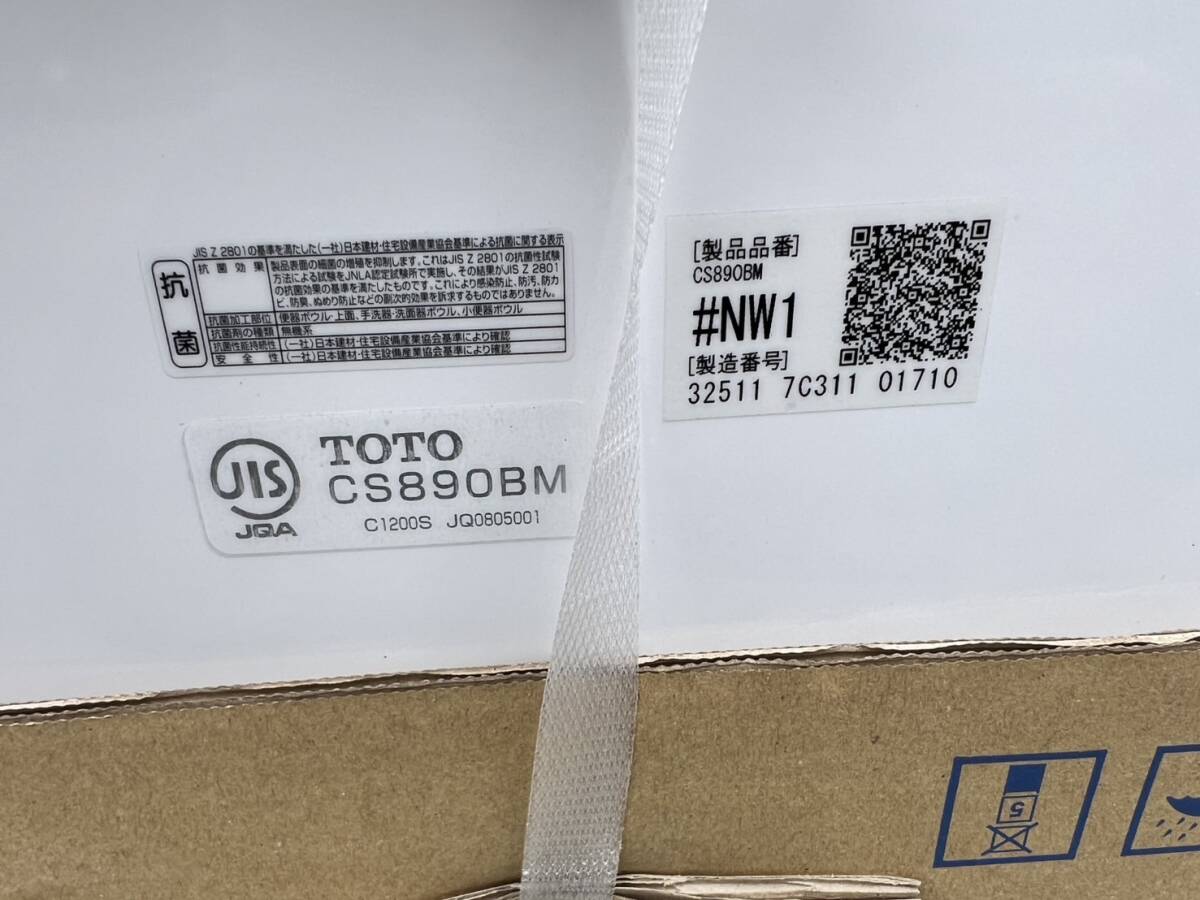 JIS Z 2801の基準を満たした(一社)日本建材·住宅設備産業協会基準による抗菌に関する表示
抗菌
抗菌効果 製品表面の細菌の増殖を抑制します。これはJIS Z 2801の抗菌性試験
方法による試験をJNLA認定試験所で実施し、その結果がJIS Z 2801
の抗菌効果の基準を満たしたものです。これにより感染防止、防汚、防カ
ビ、防臭、ぬめり防止などの副次的効果を訴求するものではありません。
抗菌加工部位 便器ボウル·上面、手洗器·洗面器ボウル、小便器ボウル
抗菌剤の種類 無機系
抗菌性能持続性 (一社)日本建材·住宅設備産業協会基準により確認
安全性 (一社)日本建材·住宅設備産業協会基準により確認
JIS
JQA
TOTO
CS890BM
C1200S JQ0805001
[製品品番]
CS890BM
#NW1
[製造番号]
32511 7C311 01710
5